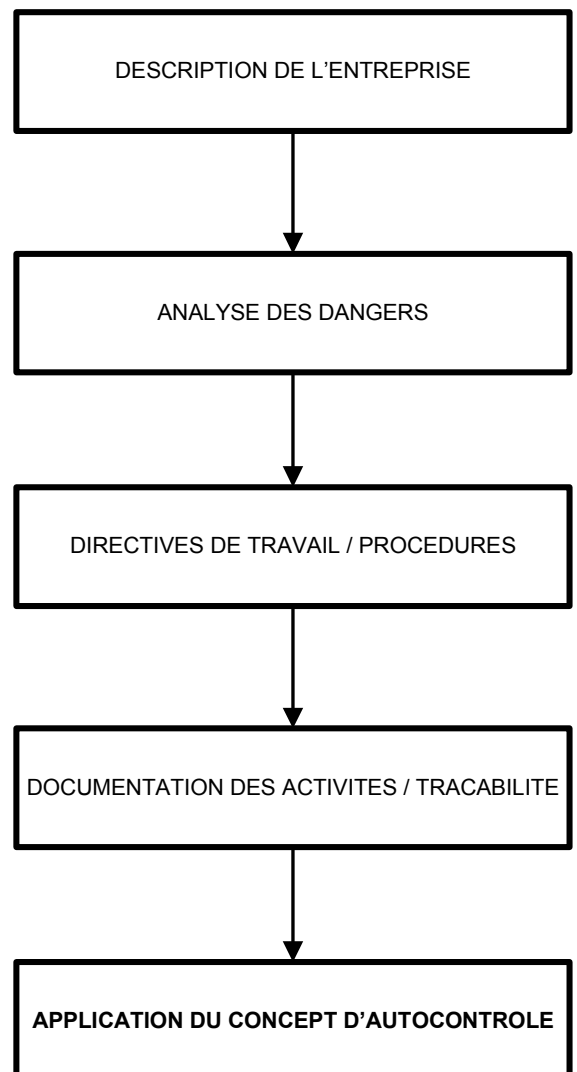 DESCRIPTION DE L'ENTREPRISE
ANALYSE DES DANGERS
DIRECTIVES DE TRAVAIL / PROCEDURES
DOCUMENTATION DES ACTIVITES / TRACABILITE
APPLICATION DU CONCEPT D'AUTOCONTROLE